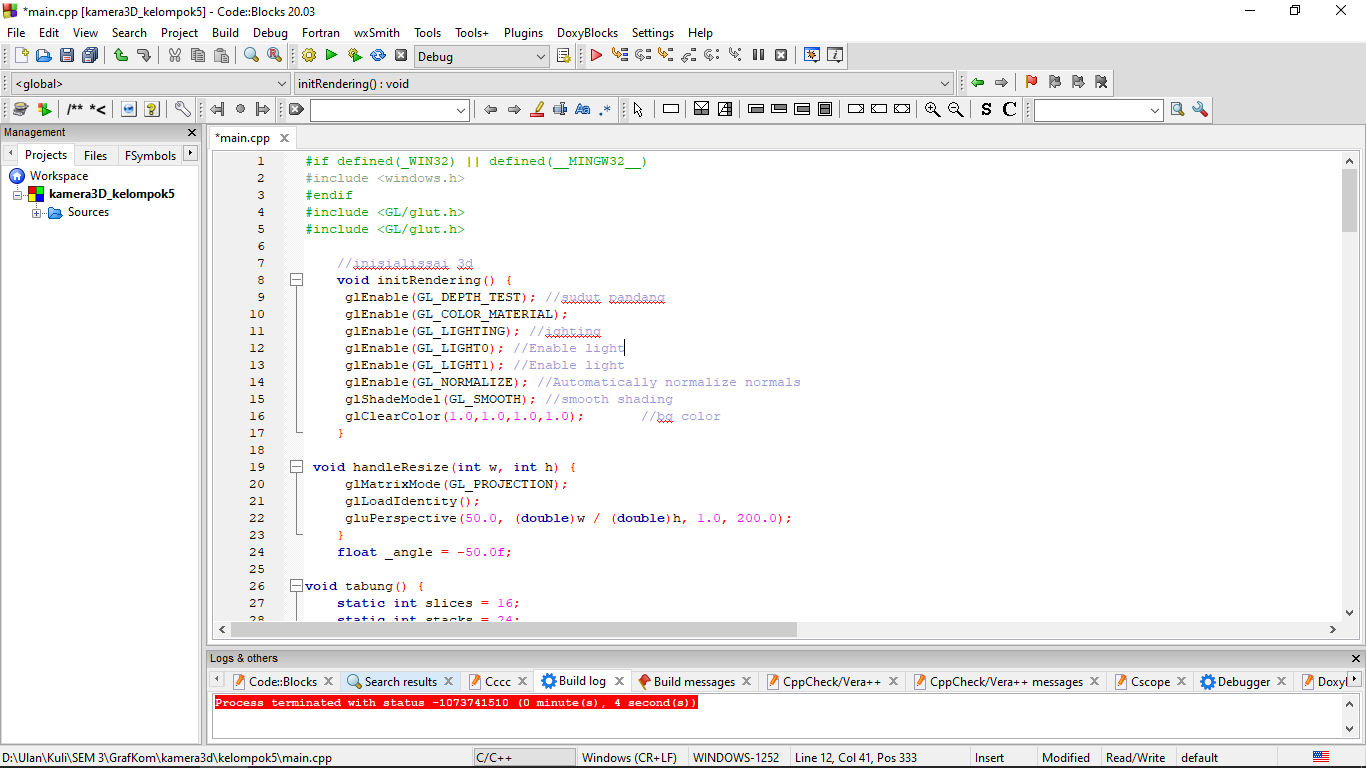 *main.cpp [kamera3D_kelompok5] - Code::Blocks 20.03
File Edit View Search Project Build Debug Fortran wxSmith Tools Tools+ Plugins DoxyBlocks Settings Help
Debug
<global> initRendering() : void
/** *< Aa .* S C
Management
*main.cpp
Projects Files FSymbols
Workspace
kamera3D_kelompok5
Sources
1 #if defined(_WIN32) || defined(__MINGW32__)
2 #include <windows.h>
3 #endif
4 #include <GL/glut.h>
5 #include <GL/glut.h>
6
7 //inisialissai 3d
8 void initRendering() {
9 glEnable(GL_DEPTH_TEST); //sudut pandang
10 glEnable(GL_COLOR_MATERIAL);
11 glEnable(GL_LIGHTING); //ighting
12 glEnable(GL_LIGHT0); //Enable light
13 glEnable(GL_LIGHT1); //Enable light
14 glEnable(GL_NORMALIZE); //Automatically normalize normals
15 glShadeModel(GL_SMOOTH); //smooth shading
16 glClearColor(1.0,1.0,1.0,1.0); //bg color
17 }
18
19 void handleResize(int w, int h) {
20 glMatrixMode(GL_PROJECTION);
21 glLoadIdentity();
22 gluPerspective(50.0, (double)w / (double)h, 1.0, 200.0);
23 }
24 float _angle = -50.0f;
25
26 void tabung() {
27 static int slices = 16;
28 static int stacks = 24;
Logs & others
Code::Blocks Search results Cccc Build log Build messages CppCheck/Vera++ CppCheck/Vera++ messages Cscope Debugger Doxy
Process terminated with status -1073741510 (0 minute(s), 4 second(s))
D:\Ulan\Kuli\SEM 3\GrafKom\kamera3d\kelompok5\main.cpp C/C++ Windows (CR+LF) WINDOWS-1252 Line 12, Col 41, Pos 333 Insert Modified Read/Write default